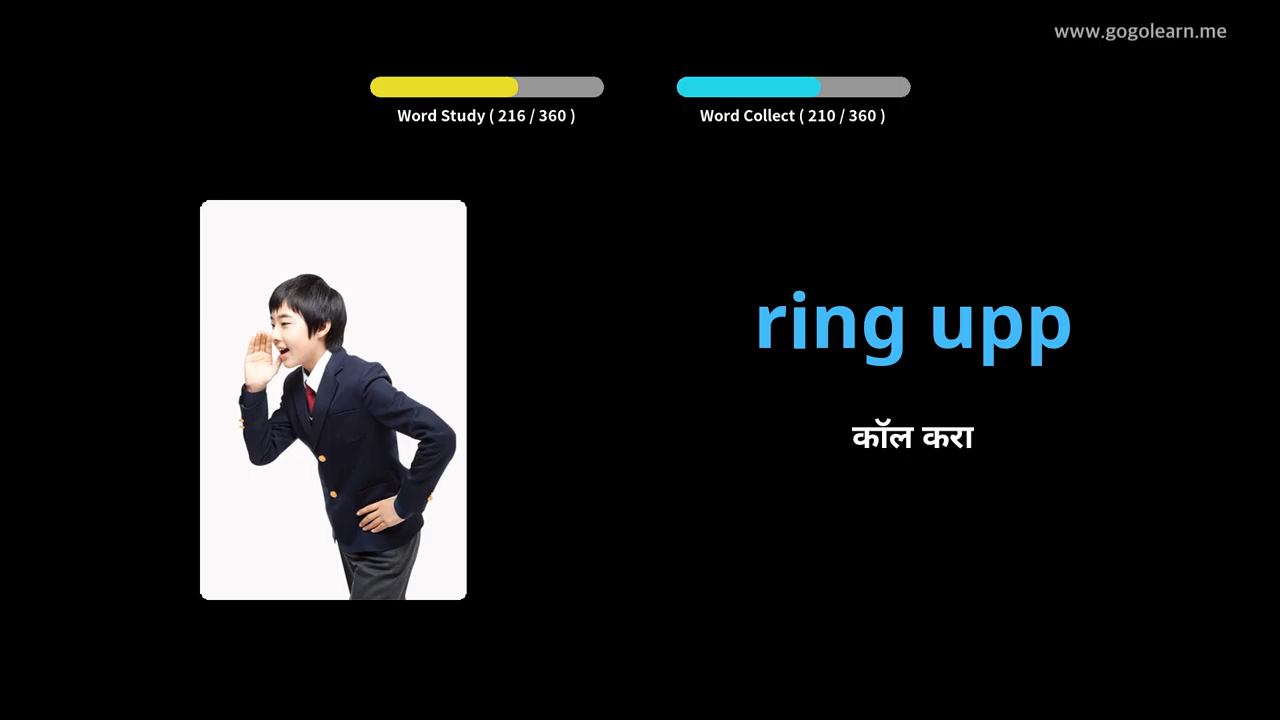 www.gogolearn.me
Word Study ( 216 / 360 )
Word Collect ( 210 / 360 )
ring upp
कॉल करा